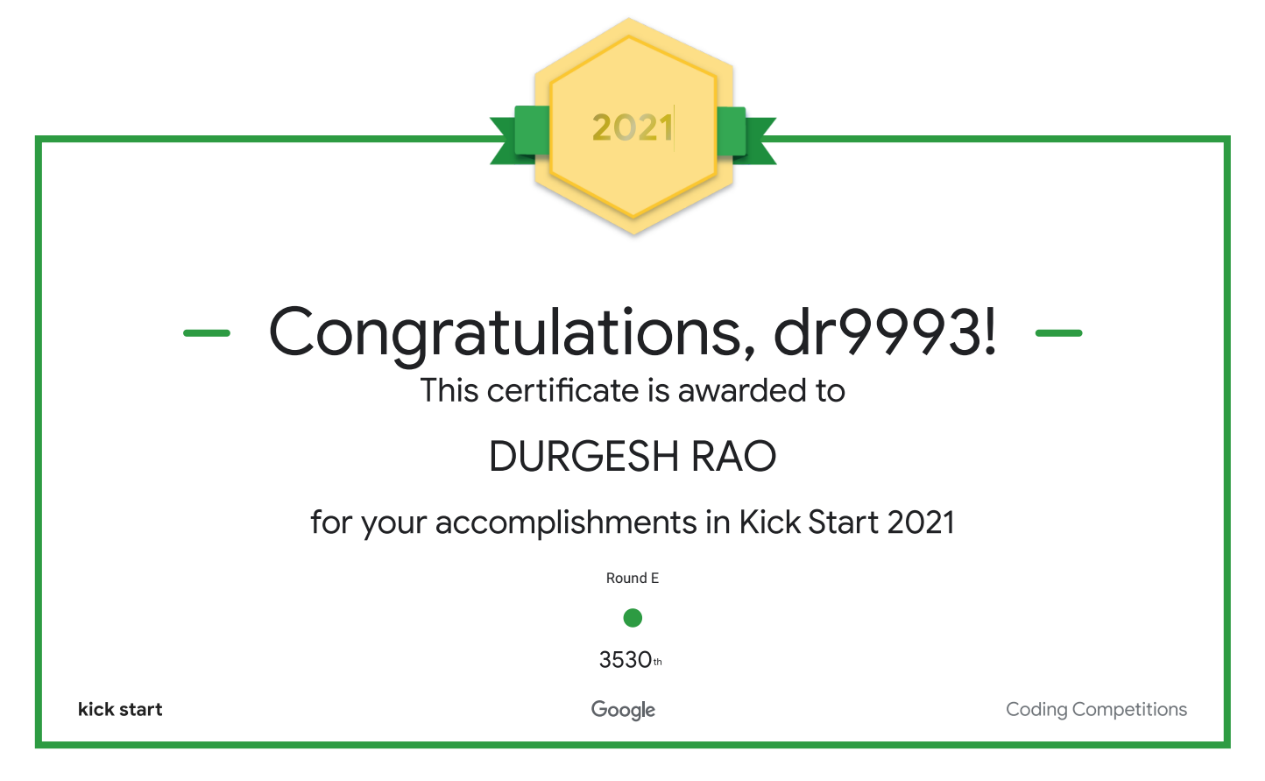 2021
Congratulations, dr9993!
This certificate is awarded to
DURGESH RAO
for your accomplishments in Kick Start 2021
Round E
3530th
kick start
Google
Coding Competitions